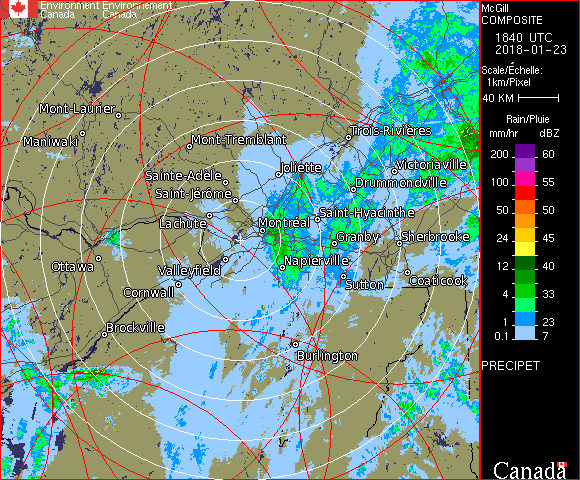 Environment Environnement
Canada Canada
McGill
COMPOSITE
1840 UTC
2018-01-23
Scale/Échelle:
1km/Pixel
40 KM
Rain/Pluie
mm/hr dBZ
200 60
100 55
50 50
24 45
12 40
4 33
1 23
0.1 7
PRECIPET
Canada
Mont-Laurier
Maniwaki
Mont-Tremblant
Trois-Rivières
Joliette
Victoriaville
Sainte-Adèle
Drummondville
Saint-Jérôme
Saint-Hyacinthe
Lachute
Montréal
Granby
Sherbrooke
Ottawa
Valleyfield
Napierville
Sutton
Coaticook
Cornwall
Brockville
Burlington